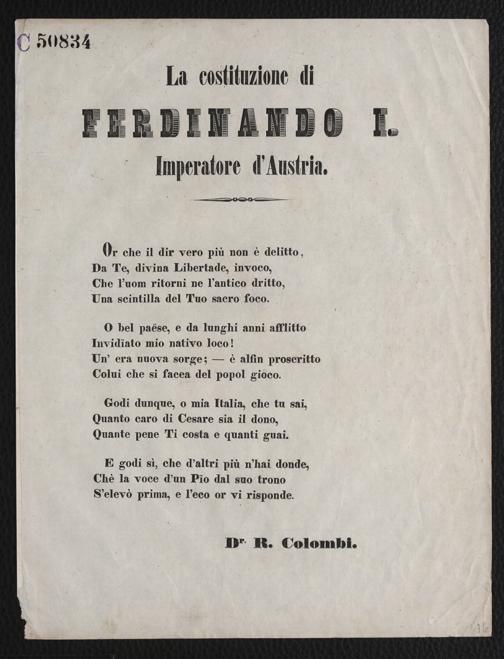 C 50834
La costituzione di
FERDINANDO I.
Imperatore d'Austria.
Or che il dir vero più non è delitto,
Da Te, divina Libertade, invoco,
Che l'uom ritorni ne l'antico dritto,
Una scintilla del Tuo sacro foco.
O bel paése, e da lunghi anni afflitto
Invidïato mio nativo loco!
Un' era nuova sorge; — è alfin proscritto
Colui che si facea del popol gioco.
Godi dunque, o mia Italia, che tu sai,
Quanto caro di Cesare sia il dono,
Quante pene Ti costa e quanti guai.
E godi sì, che d'altri più n'hai donde,
Chè la voce d'un Pio dal suo trono
S'elevò prima, e l'eco or vi risponde.
Dr. R. Colombi.